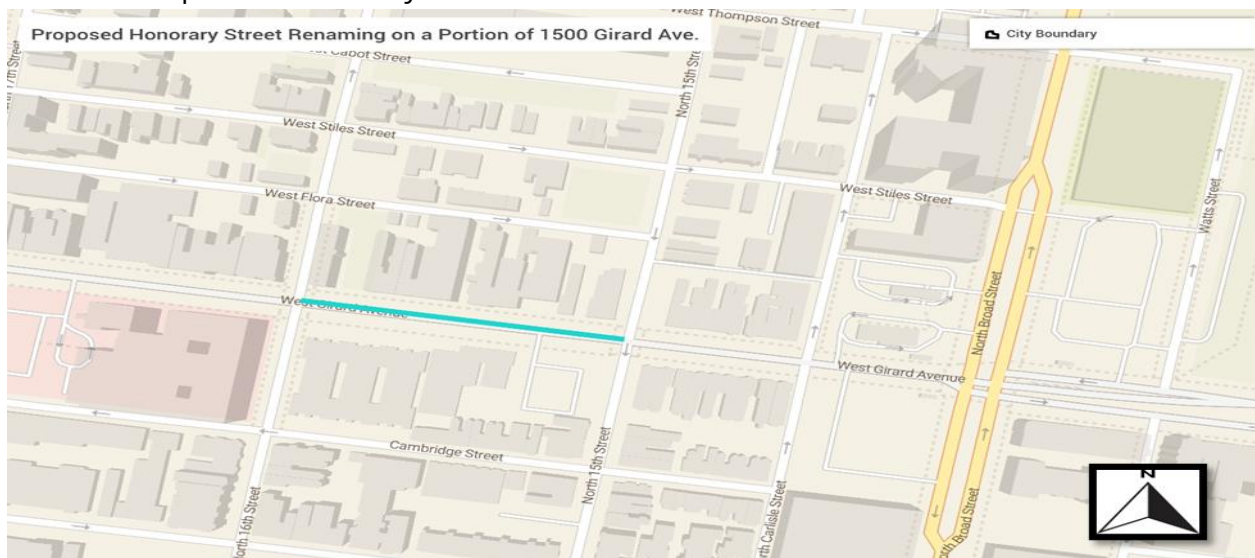 West Thompson Street
Proposed Honorary Street Renaming on a Portion of 1500 Girard Ave.
City Boundary
Cabot Street
North 15th Stre
West Stiles Street
West Flora Street
West Stiles Street
Watts Street
West Girard Avenue
North Broad Street
West Girard Avenue
Cambridge Street
North 15th Street
North 16th Street
North Carlisle Street
North Broad Street
N